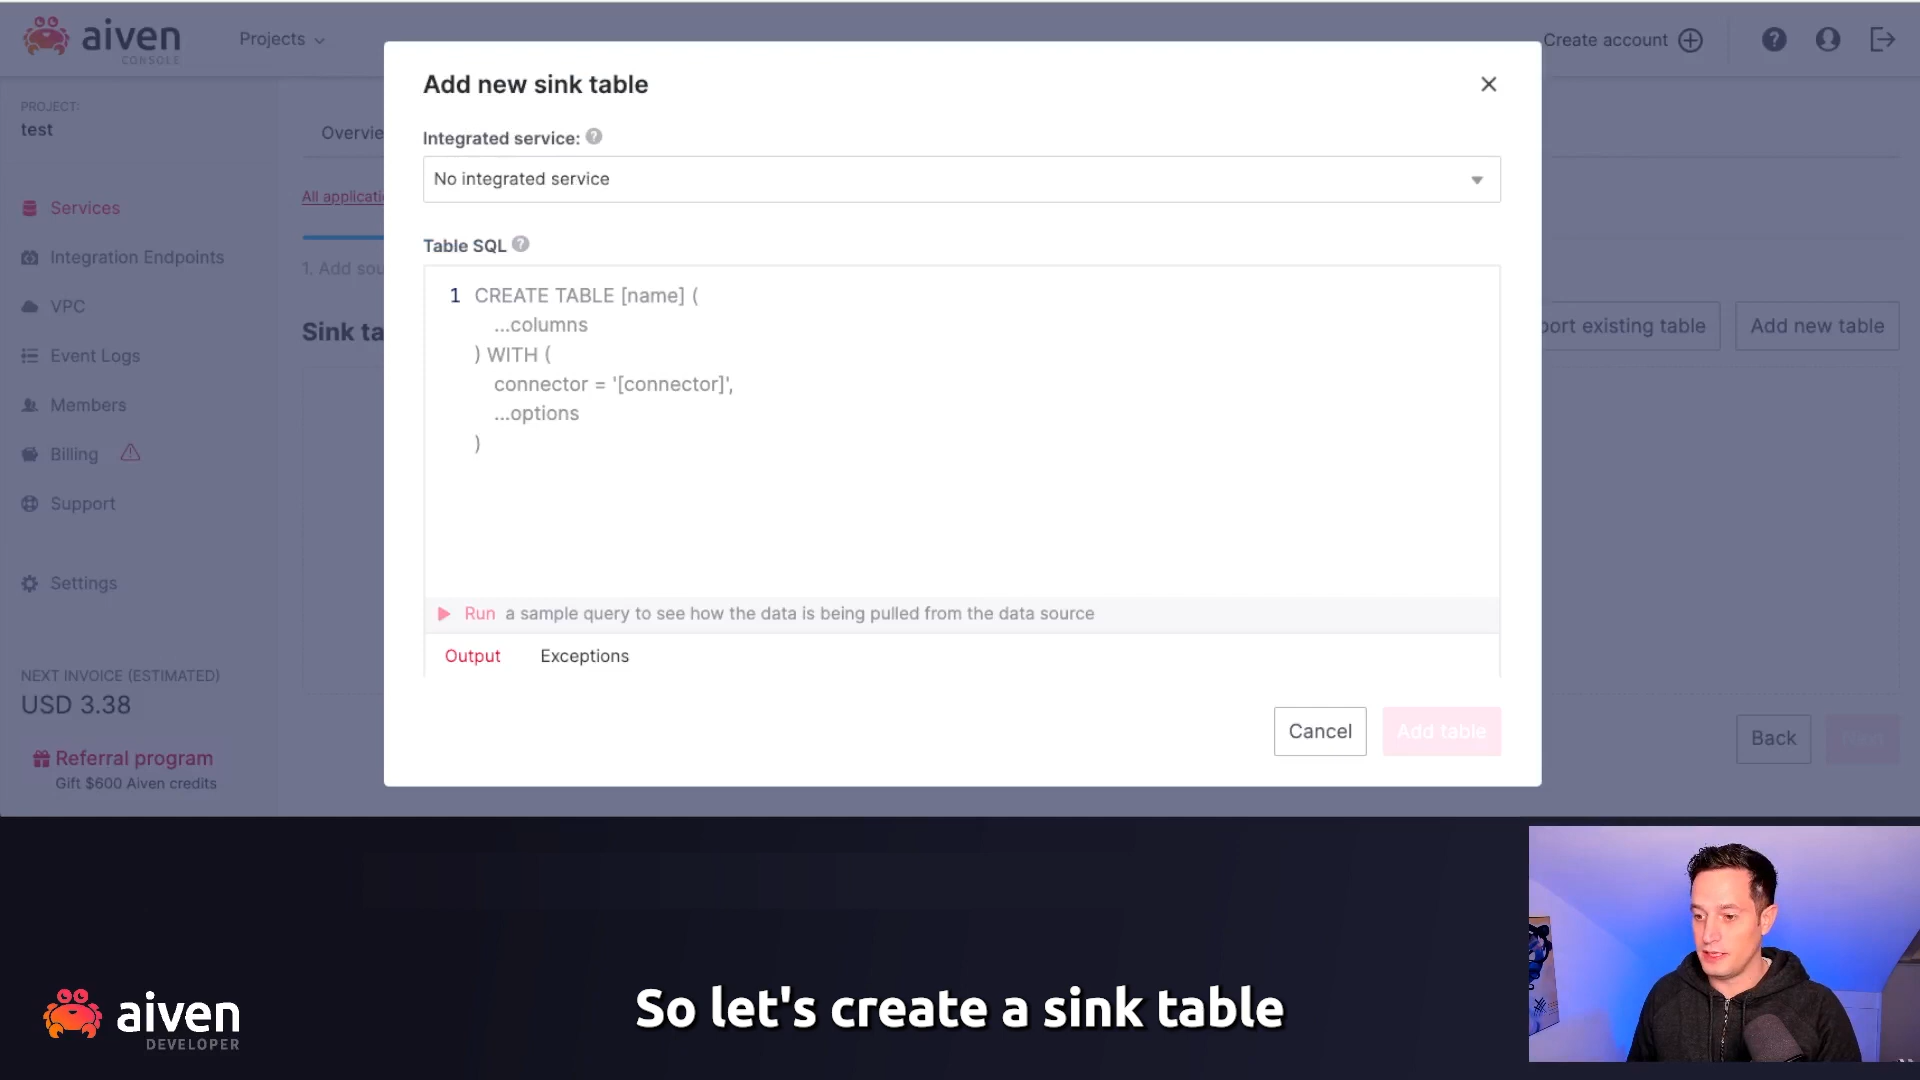 aiven
CONSOLE
Projects
Create account
PROJECT:
test
Services
Integration Endpoints
VPC
Event Logs
Members
Billing
Support
Settings
NEXT INVOICE (ESTIMATED)
USD 3.38
Referral program
Gift $600 Aiven credits
Overvie
All applicati
1. Add sou
Sink ta
port existing table
Add new table
Back
Add new sink table
Integrated service: ?
No integrated service
Table SQL ?
1 CREATE TABLE [name] (
...columns
) WITH (
connector = '[connector]',
...options
)
Run a sample query to see how the data is being pulled from the data source
Output Exceptions
Cancel
Add table
So let's create a sink table
aiven
DEVELOPER